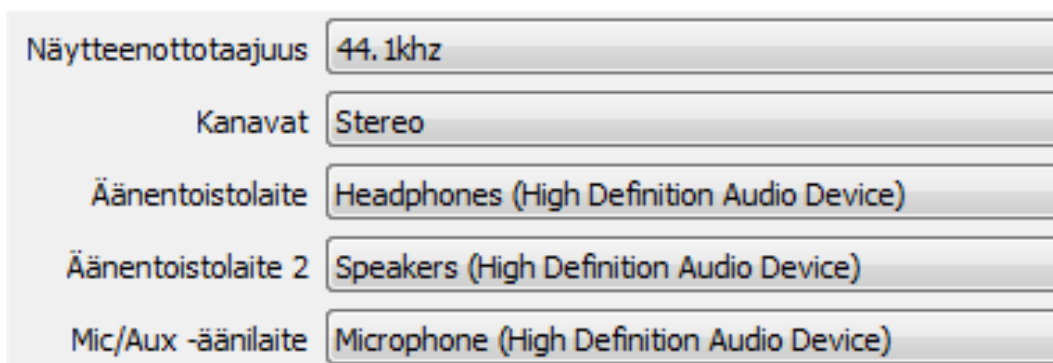 Näytteenottotaajuus 44.1khz
Kanavat Stereo
Äänentoistolaite Headphones (High Definition Audio Device)
Äänentoistolaite 2 Speakers (High Definition Audio Device)
Mic/Aux -äänilaite Microphone (High Definition Audio Device)